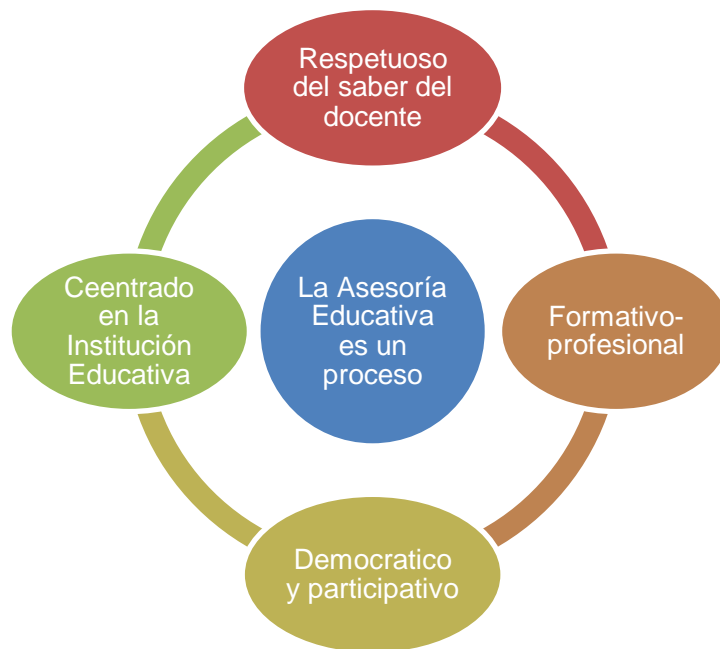 Respetuoso
del saber del
docente
Ceentrado
en la
Institución
Educativa
La Asesoría
Educativa
es un
proceso
Formativo-
profesional
Democratico
y participativo